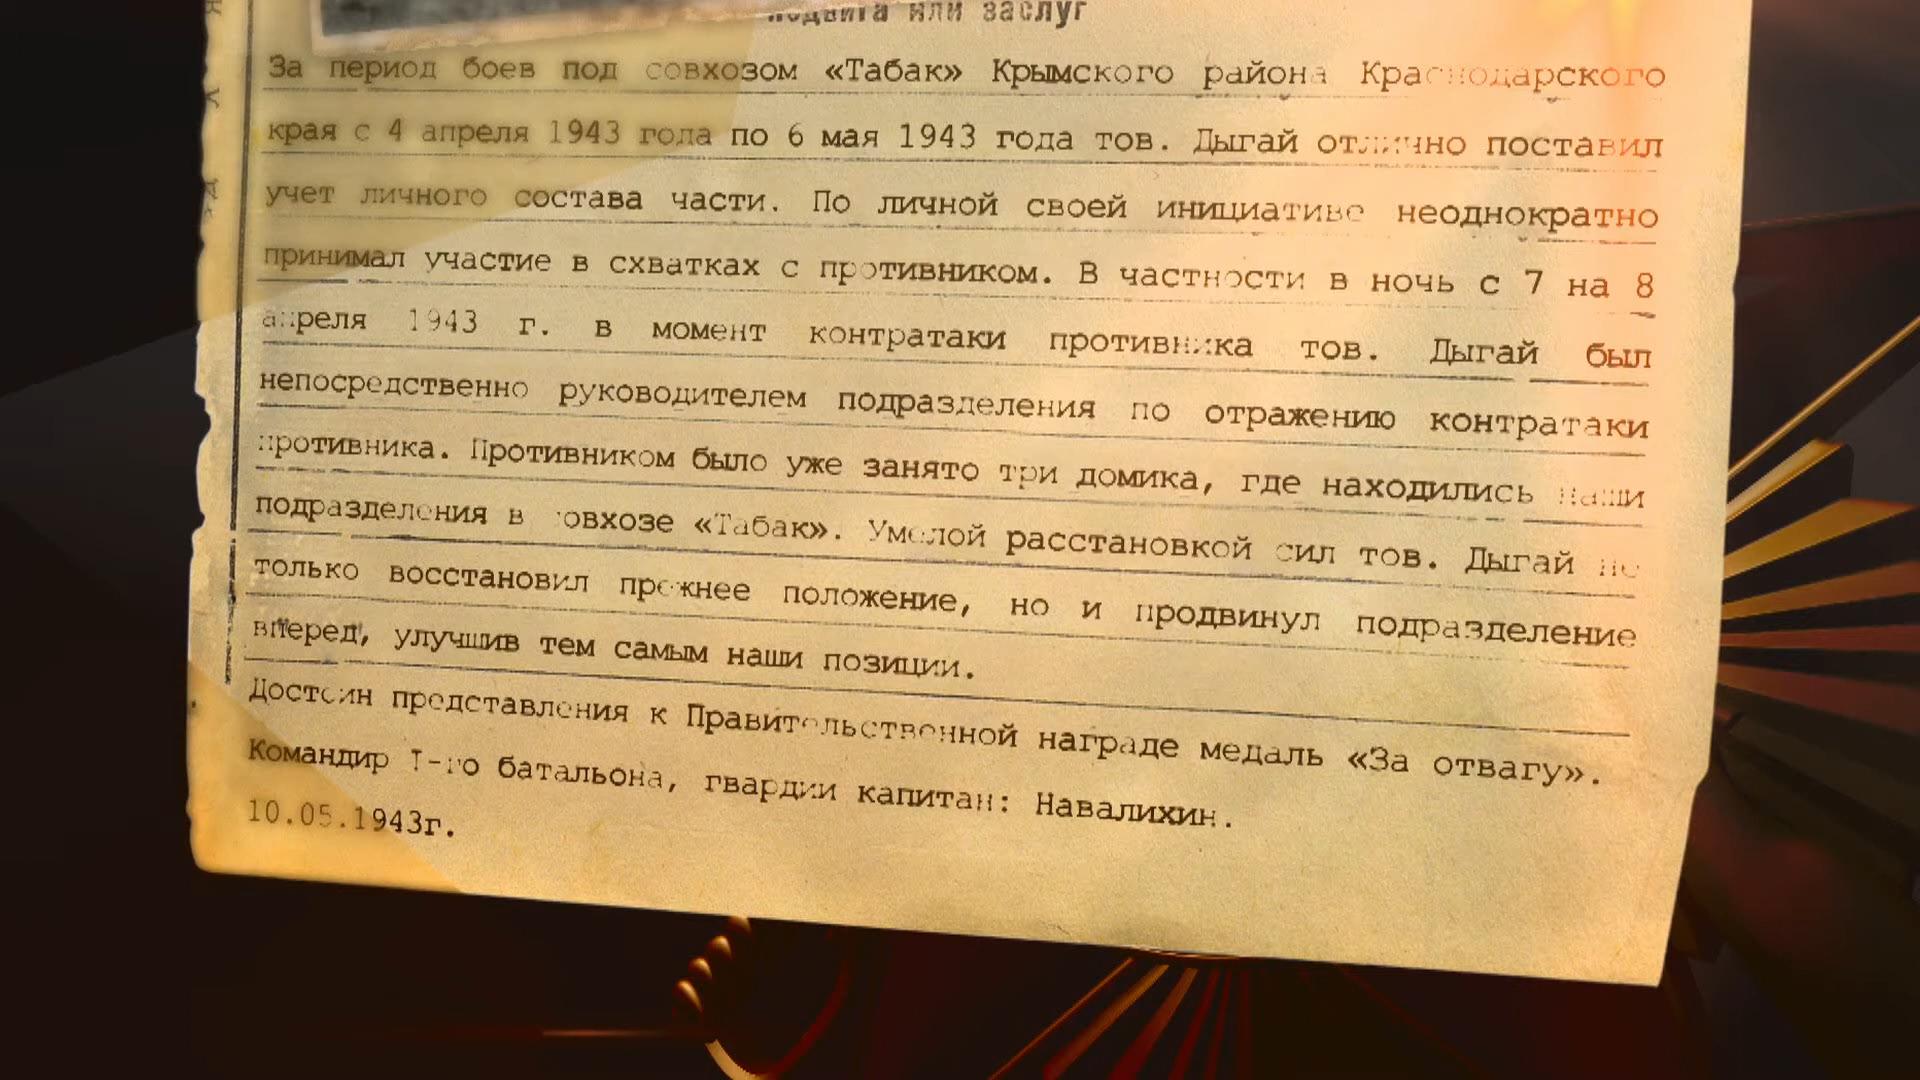 подвига или заслуг
За период боев под совхозом «Табак» Крымского района Краснодарского
края с 4 апреля 1943 года по 6 мая 1943 года тов. Дыгай отлично поставил
учет личного состава части. По личной своей инициативе неоднократно
принимал участие в схватках с противником. В частности в ночь с 7 на 8
апреля 1943 г. в момент контратаки противника тов. Дыгай был
непосредственно руководителем подразделения по отражению контратаки
противника. Противником было уже занято три домика, где находились наши
подразделения в совхозе «Табак». Умелой расстановкой сил тов. Дыгай не
только восстановил прежнее положение, но и продвинул подразделение
вперед, улучшив тем самым наши позиции.
Достоин представления к Правительственной награде медаль «За отвагу».
Командир I-го батальона, гвардии капитан: Навалихин.
10.05.1943г.